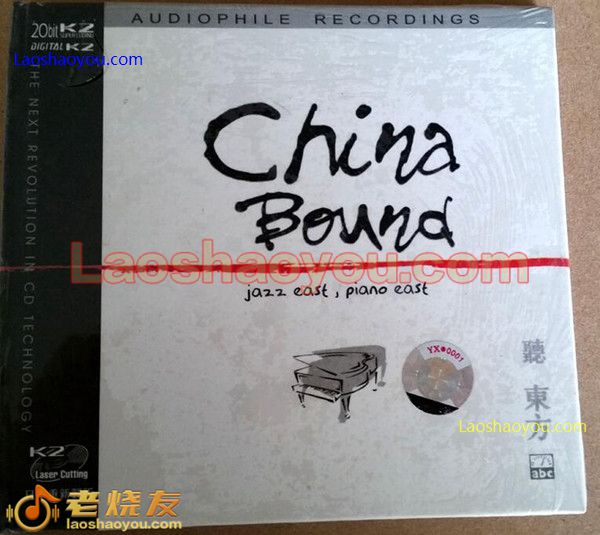 AUDIOPHILE RECORDINGS
20bit K2
SUPER CODING
DIGITAL K2
Laoshaoyou.com
THE NEXT REVOLUTION IN CD TECHNOLOGY
China
Bound
Laoshaoyou.com
jazz east, piano east
YX●0001
聽
東方
Laoshaoyou.com
abc
K2
Laser Cutting
老烧友
laoshaoyou.com